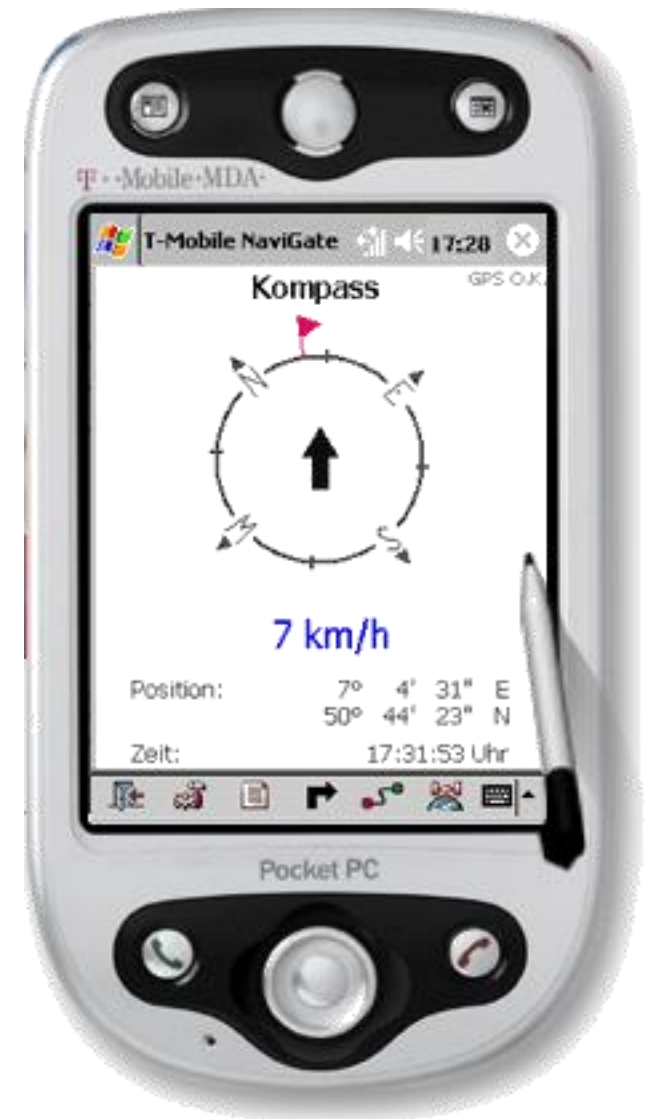 T··Mobile·MDA·
T-Mobile NaviGate 17:28
GPS O.K.
Kompass
N
E
W
S
7 km/h
Position: 7° 4' 31" E
50° 44' 23" N
Zeit: 17:31:53 Uhr
Pocket PC